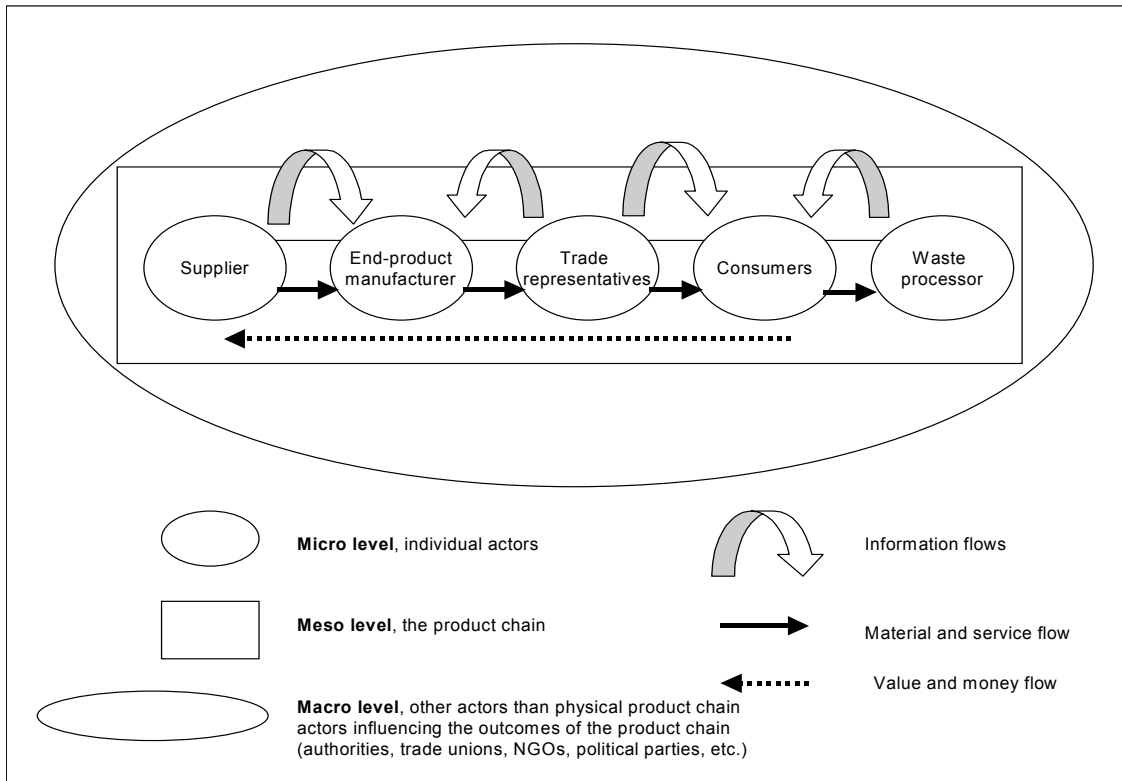 Supplier
End-product
manufacturer
Trade
representatives
Consumers
Waste
processor
Micro level, individual actors
Information flows
Meso level, the product chain
Material and service flow
Value and money flow
Macro level, other actors than physical product chain
actors influencing the outcomes of the product chain
(authorities, trade unions, NGOs, political parties, etc.)